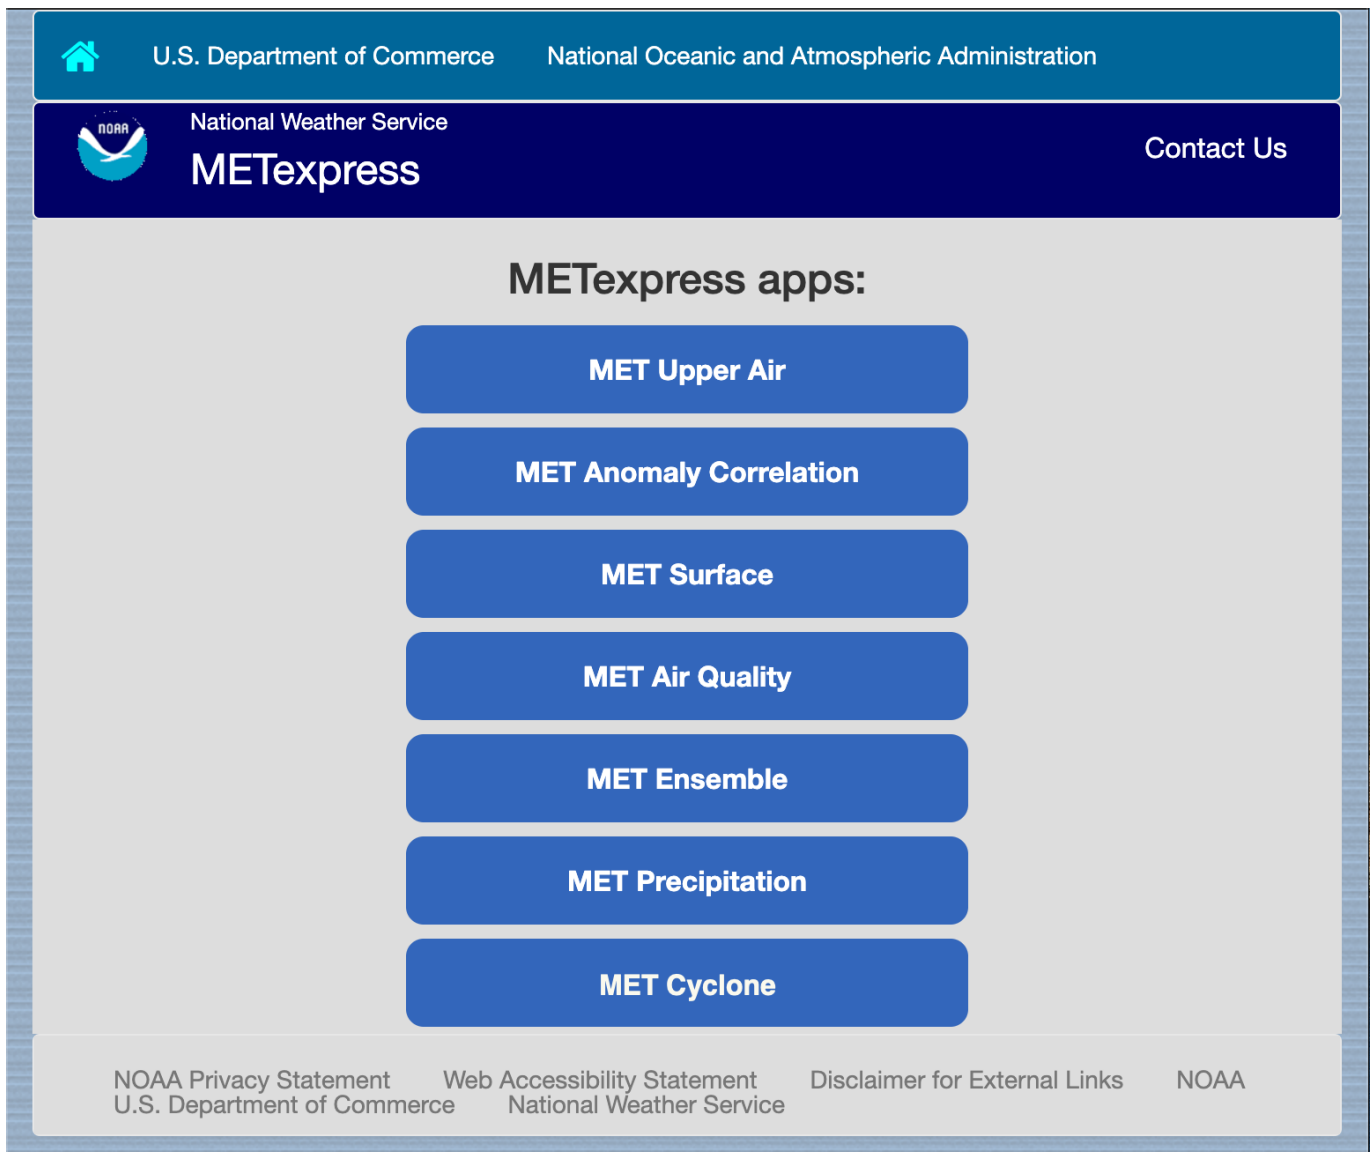 U.S. Department of Commerce National Oceanic and Atmospheric Administration
NOAA
National Weather Service
METexpress
Contact Us
METexpress apps:
MET Upper Air
MET Anomaly Correlation
MET Surface
MET Air Quality
MET Ensemble
MET Precipitation
MET Cyclone
NOAA Privacy Statement Web Accessibility Statement Disclaimer for External Links NOAA
U.S. Department of Commerce National Weather Service